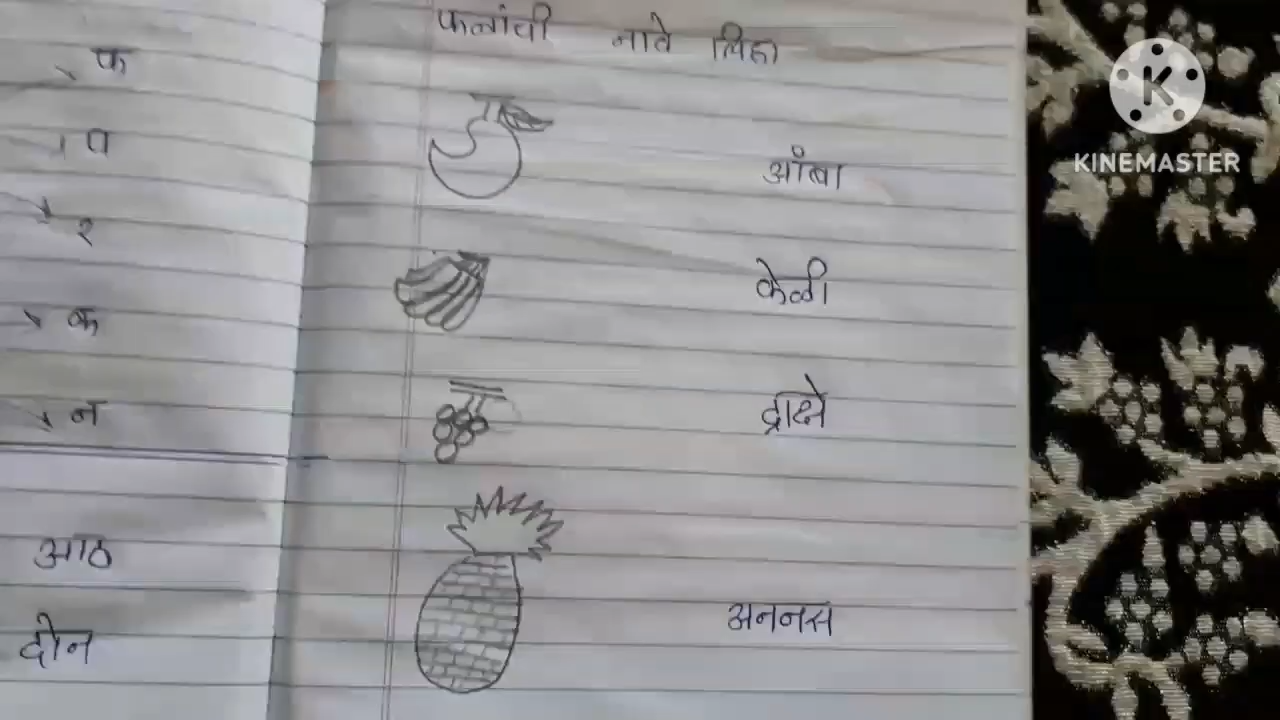 फ
प
र
क
न
आठ
दोन
फळांची नावे लिहा
आँबा
केळी
द्राक्षे
अननस
KINEMASTER